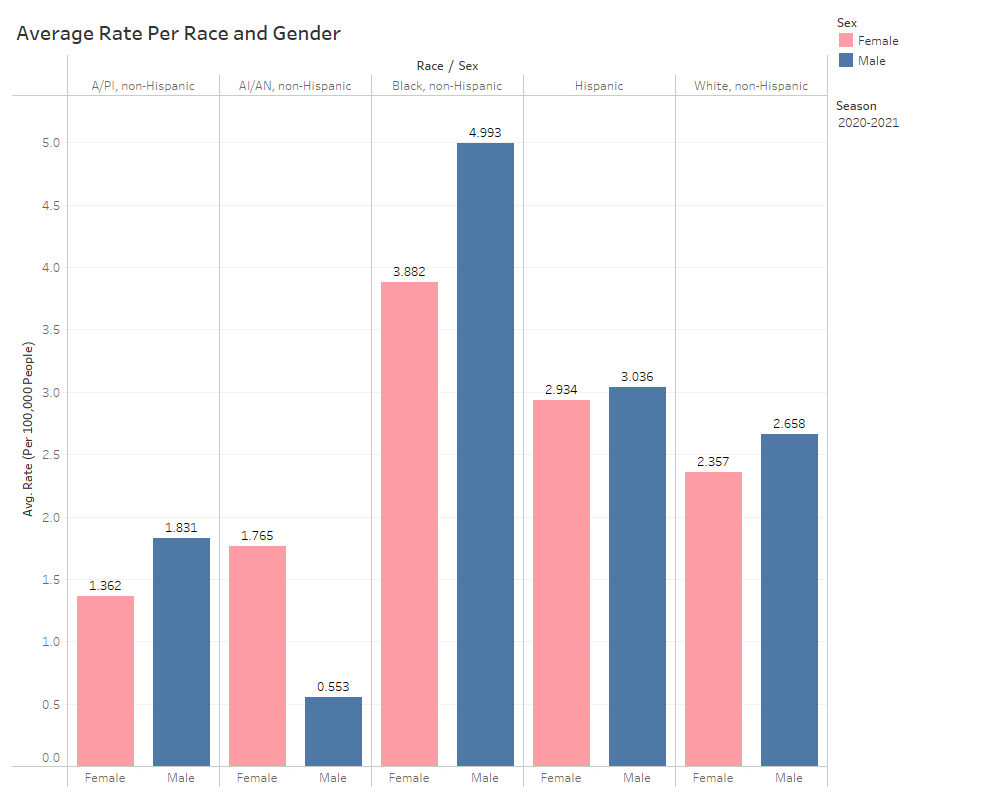 Average Rate Per Race and Gender
Race / Sex
A/PI, non-Hispanic AI/AN, non-Hispanic Black, non-Hispanic Hispanic White, non-Hispanic
Avg. Rate (Per 100,000 People)
5.0
4.5
4.0
3.5
3.0
2.5
2.0
1.5
1.0
0.5
0.0
1.362
1.831
1.765
0.553
3.882
4.993
2.934
3.036
2.357
2.658
Female Male Female Male Female Male Female Male Female Male
Sex
Female
Male
Season
2020-2021